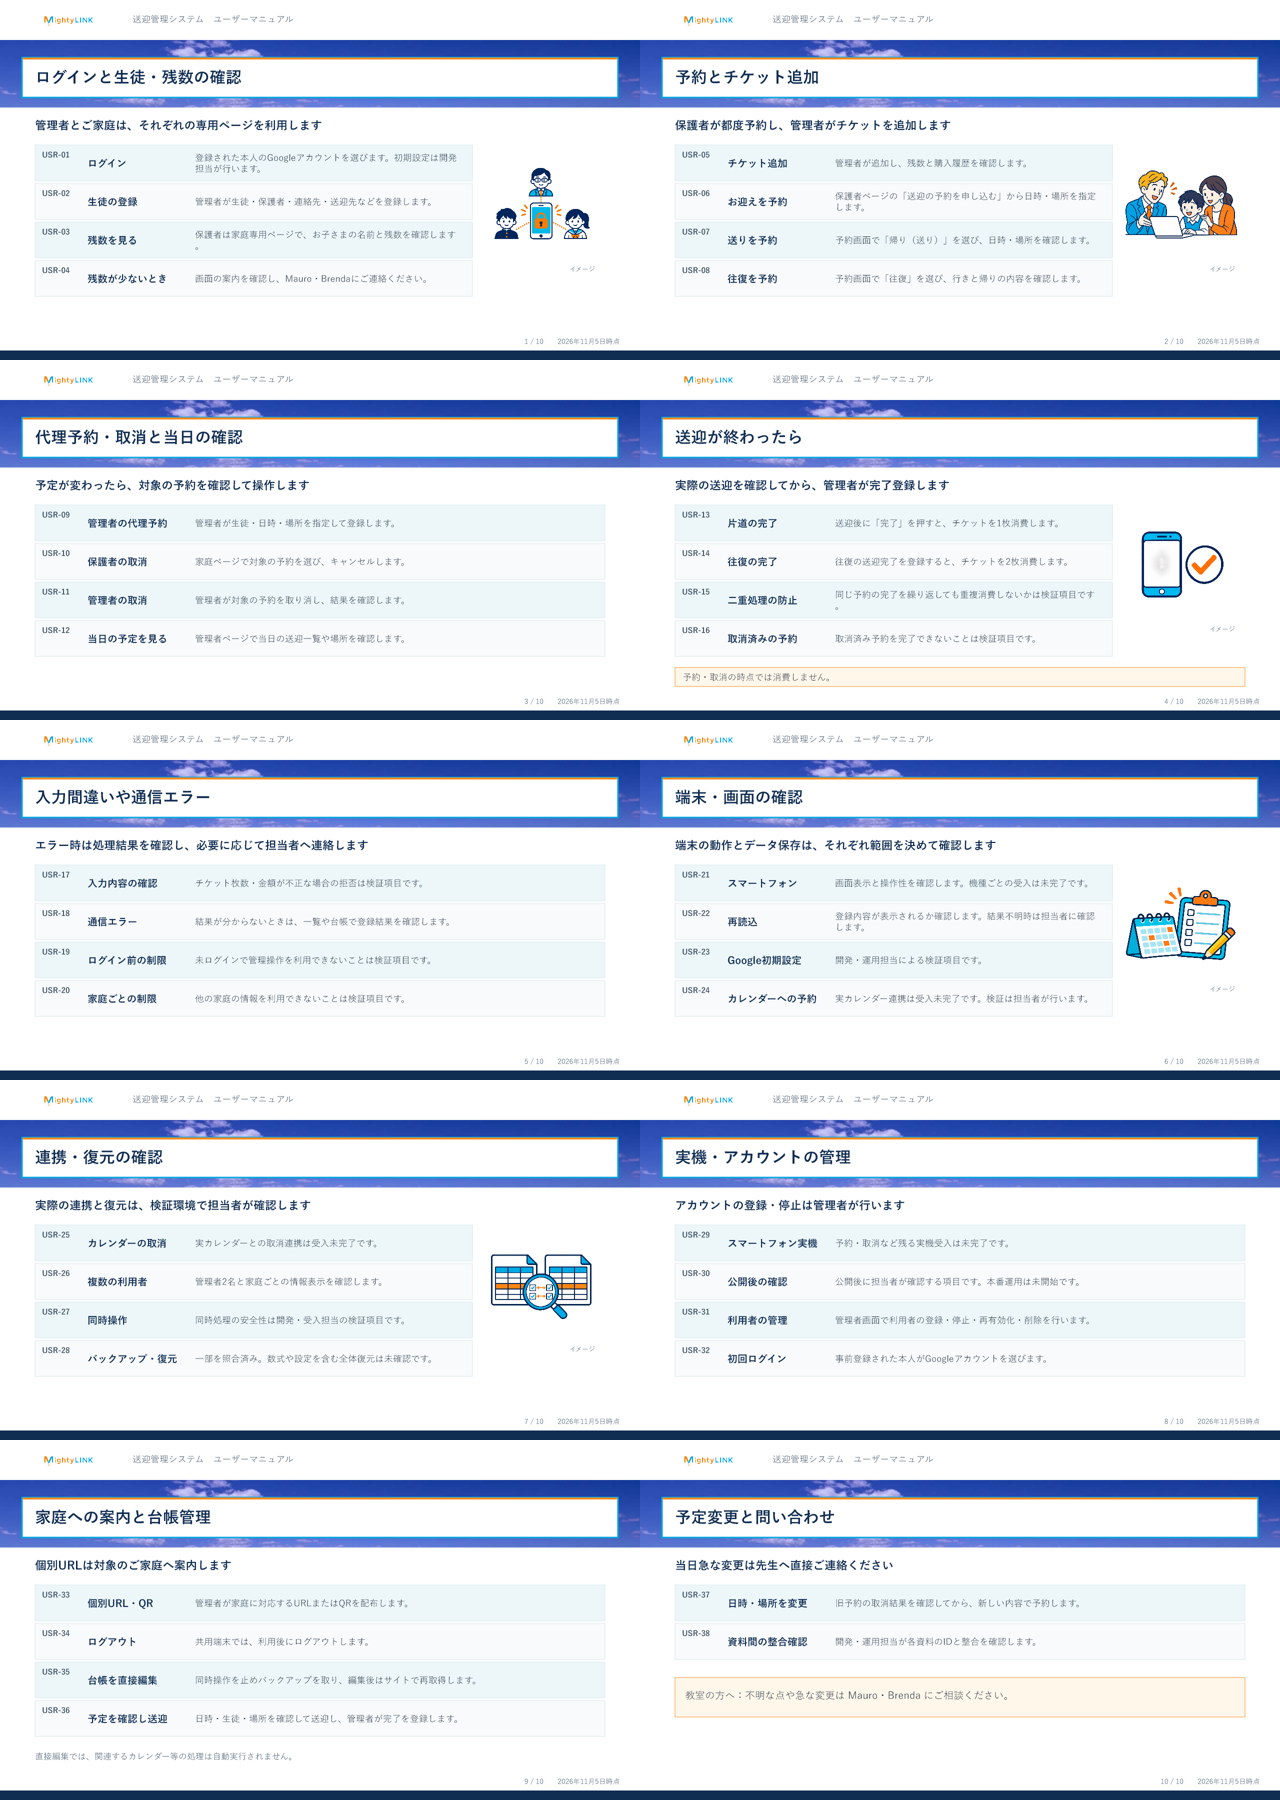 MightyLINK 送迎管理システム ユーザーマニュアル
ログインと生徒・残数の確認
管理者とご家庭は、それぞれの専用ページを利用します
USR-01 ログイン 登録された本人のGoogleアカウントを選びます。初期設定は開発
担当が行います。
USR-02 生徒の登録 管理者が生徒・保護者・連絡先・送迎先などを登録します。
USR-03 残数を見る 保護者は家庭専用ページで、お子さまの名前と残数を確認します
。
USR-04 残数が少ないとき 画面の案内を確認し、Mauro・Brendaにご連絡ください。
イメージ
1 / 10 2026年11月5日時点
MightyLINK 送迎管理システム ユーザーマニュアル
予約とチケット追加
保護者が都度予約し、管理者がチケットを追加します
USR-05 チケット追加 管理者が追加し、残数と購入履歴を確認します。
USR-06 お迎えを予約 保護者ページの「送迎の予約を申し込む」から日時・場所を指定
します。
USR-07 送りを予約 予約画面で「帰り（送り）」を選び、日時・場所を確認します。
USR-08 往復を予約 予約画面で「往復」を選び、行きと帰りの内容を確認します。
イメージ
2 / 10 2026年11月5日時点
MightyLINK 送迎管理システム ユーザーマニュアル
代理予約・取消と当日の確認
予定が変わったら、対象の予約を確認して操作します
USR-09 管理者の代理予約 管理者が生徒・日時・場所を指定して登録します。
USR-10 保護者の取消 家庭ページで対象の予約を選び、キャンセルします。
USR-11 管理者の取消 管理者が対象の予約を取り消し、結果を確認します。
USR-12 当日の予定を見る 管理者ページで当日の送迎一覧や場所を確認します。
3 / 10 2026年11月5日時点
MightyLINK 送迎管理システム ユーザーマニュアル
送迎が終わったら
実際の送迎を確認してから、管理者が完了登録します
USR-13 片道の完了 送迎後に「完了」を押すと、チケットを1枚消費します。
USR-14 往復の完了 往復の送迎完了を登録すると、チケットを2枚消費します。
USR-15 二重処理の防止 同じ予約の完了を繰り返しても重複消費しないかは検証項目です
。
USR-16 取消済みの予約 取消済み予約を完了できないことは検証項目です。
イメージ
予約・取消の時点では消費しません。
4 / 10 2026年11月5日時点
MightyLINK 送迎管理システム ユーザーマニュアル
入力間違いや通信エラー
エラー時は処理結果を確認し、必要に応じて担当者へ連絡します
USR-17 入力内容の確認 チケット枚数・金額が不正な場合の拒否は検証項目です。
USR-18 通信エラー 結果が分からないときは、一覧や台帳で登録結果を確認します。
USR-19 ログイン前の制限 未ログインで管理操作を利用できないことは検証項目です。
USR-20 家庭ごとの制限 他の家庭の情報を利用できないことは検証項目です。
5 / 10 2026年11月5日時点
MightyLINK 送迎管理システム ユーザーマニュアル
端末・画面の確認
端末の動作とデータ保存は、それぞれ範囲を決めて確認します
USR-21 スマートフォン 画面表示と操作性を確認します。機種ごとの受入は未完了です。
USR-22 再読込 登録内容が表示されるか確認します。結果不明時は担当者に確認
します。
USR-23 Google初期設定 開発・運用担当による検証項目です。
USR-24 カレンダーへの予約 実カレンダー連携は受入未完了です。検証は担当者が行います。
イメージ
6 / 10 2026年11月5日時点
MightyLINK 送迎管理システム ユーザーマニュアル
連携・復元の確認
実際の連携と復元は、検証環境で担当者が確認します
USR-25 カレンダーの取消 実カレンダーとの取消連携は受入未完了です。
USR-26 複数の利用者 管理者2名と家庭ごとの情報表示を確認します。
USR-27 同時操作 同時処理の安全性は開発・受入担当の検証項目です。
USR-28 バックアップ・復元 一部を照合済み。数式や設定を含む全体復元は未確認です。
イメージ
7 / 10 2026年11月5日時点
MightyLINK 送迎管理システム ユーザーマニュアル
実機・アカウントの管理
アカウントの登録・停止は管理者が行います
USR-29 スマートフォン実機 予約・取消など残る実機受入は未完了です。
USR-30 公開後の確認 公開後に担当者が確認する項目です。本番運用は未開始です。
USR-31 利用者の管理 管理者画面で利用者の登録・停止・再有効化・削除を行います。
USR-32 初回ログイン 事前登録された本人がGoogleアカウントを選びます。
8 / 10 2026年11月5日時点
MightyLINK 送迎管理システム ユーザーマニュアル
家庭への案内と台帳管理
個別URLは対象のご家庭へ案内します
USR-33 個別URL・QR 管理者が家庭に対応するURLまたはQRを配布します。
USR-34 ログアウト 共用端末では、利用後にログアウトします。
USR-35 台帳を直接編集 同時操作を止めバックアップを取り、編集後はサイトで再取得します。
USR-36 予定を確認し送迎 日時・生徒・場所を確認して送迎し、管理者が完了を登録します。
直接編集では、関連するカレンダー等の処理は自動実行されません。
9 / 10 2026年11月5日時点
MightyLINK 送迎管理システム ユーザーマニュアル
予定変更と問い合わせ
当日急な変更は先生へ直接ご連絡ください
USR-37 日時・場所を変更 旧予約の取消結果を確認してから、新しい内容で予約します。
USR-38 資料間の整合確認 開発・運用担当が各資料のIDと整合を確認します。
教室の方へ：不明な点や急な変更は Mauro・Brenda にご相談ください。
10 / 10 2026年11月5日時点